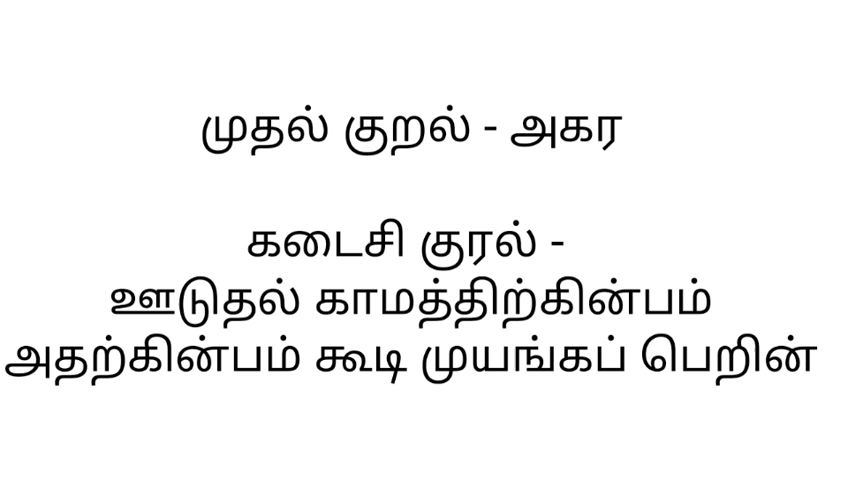 முதல் குறல் - அகர
கடைசி குரல் -
ஊடுதல் காமத்திற்கின்பம்
அதற்கின்பம் கூடி முயங்கப் பெறின்